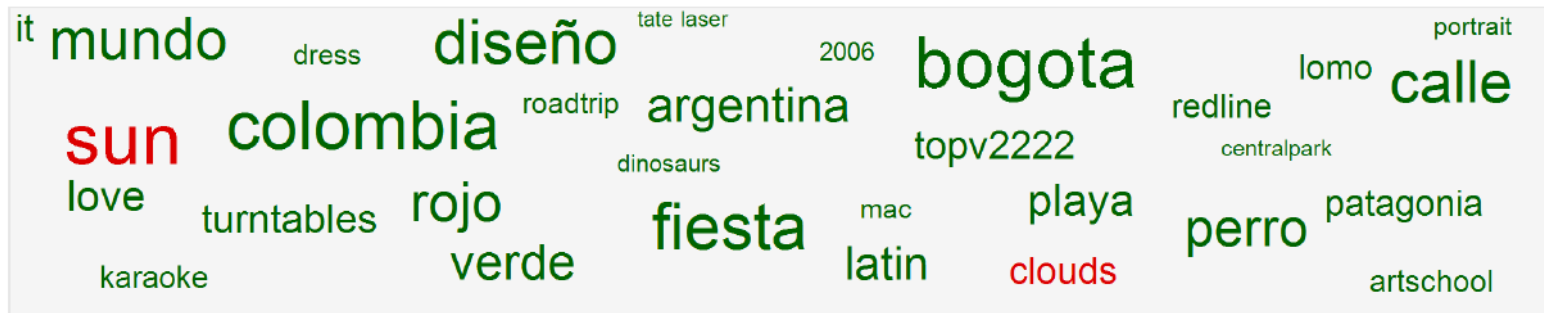 it mundo dress diseño tate laser 2006 bogota lomo portrait calle
sun colombia roadtrip argentina topv2222 redline centralpark
love turntables rojo dinosaurs fiesta mac playa perro patagonia
karaoke verde latin clouds artschool